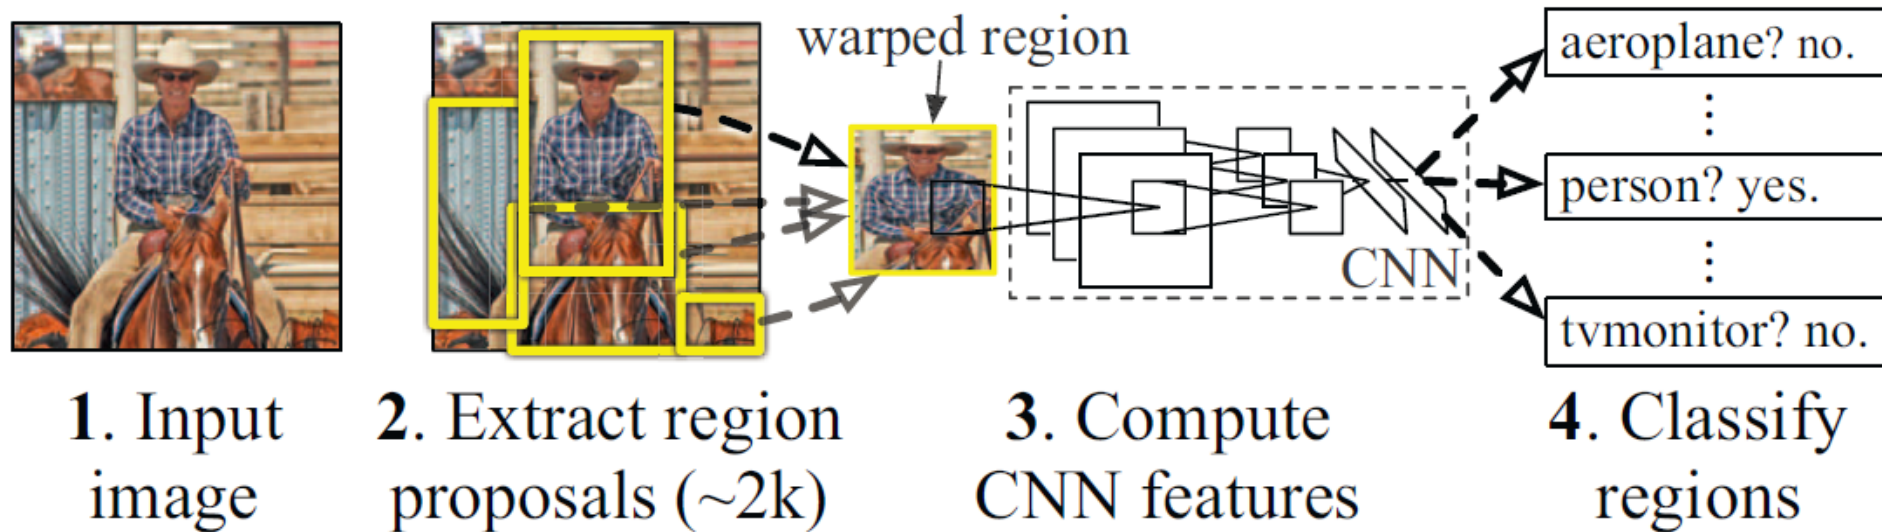 warped region
aeroplane? no.
⋮
person? yes.
⋮
tvmonitor? no.
CNN
1. Input
image
2. Extract region
proposals (~2k)
3. Compute
CNN features
4. Classify
regions